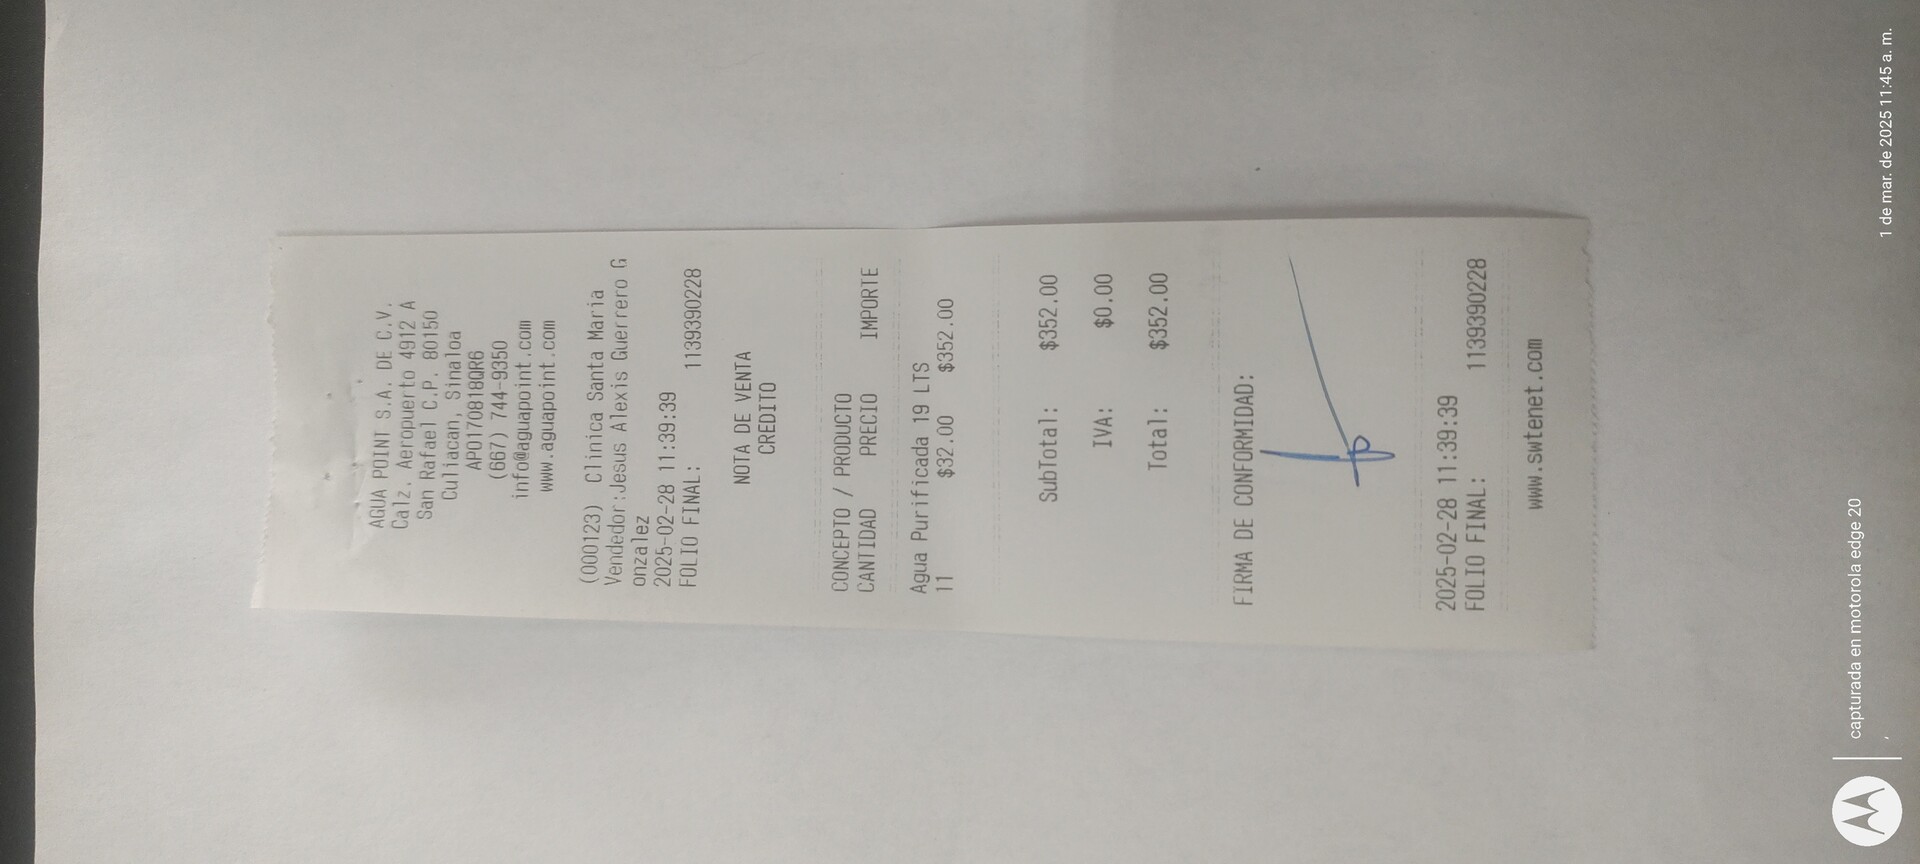 AGUA POINT S.A. DE C.V.
Calz. Aeropuerto 4912 A
San Rafael C.P. 80150
Culiacan, Sinaloa
APO170818QR6
(667) 744-9350
info@aguapoint.com
www.aguapoint.com
(000123) Clinica Santa Maria
Vendedor:Jesus Alexis Guerrero G
onzalez
2025-02-28 11:39:39
FOLIO FINAL: 1139390228
NOTA DE VENTA
CREDITO
CONCEPTO / PRODUCTO
CANTIDAD PRECIO IMPORTE
Agua Purificada 19 LTS
11 $32.00 $352.00
SubTotal: $352.00
IVA: $0.00
Total: $352.00
FIRMA DE CONFORMIDAD:
2025-02-28 11:39:39
FOLIO FINAL: 1139390228
www.swtenet.com
capturada en motorola edge 20
1 de mar. de 2025 11:45 a. m.